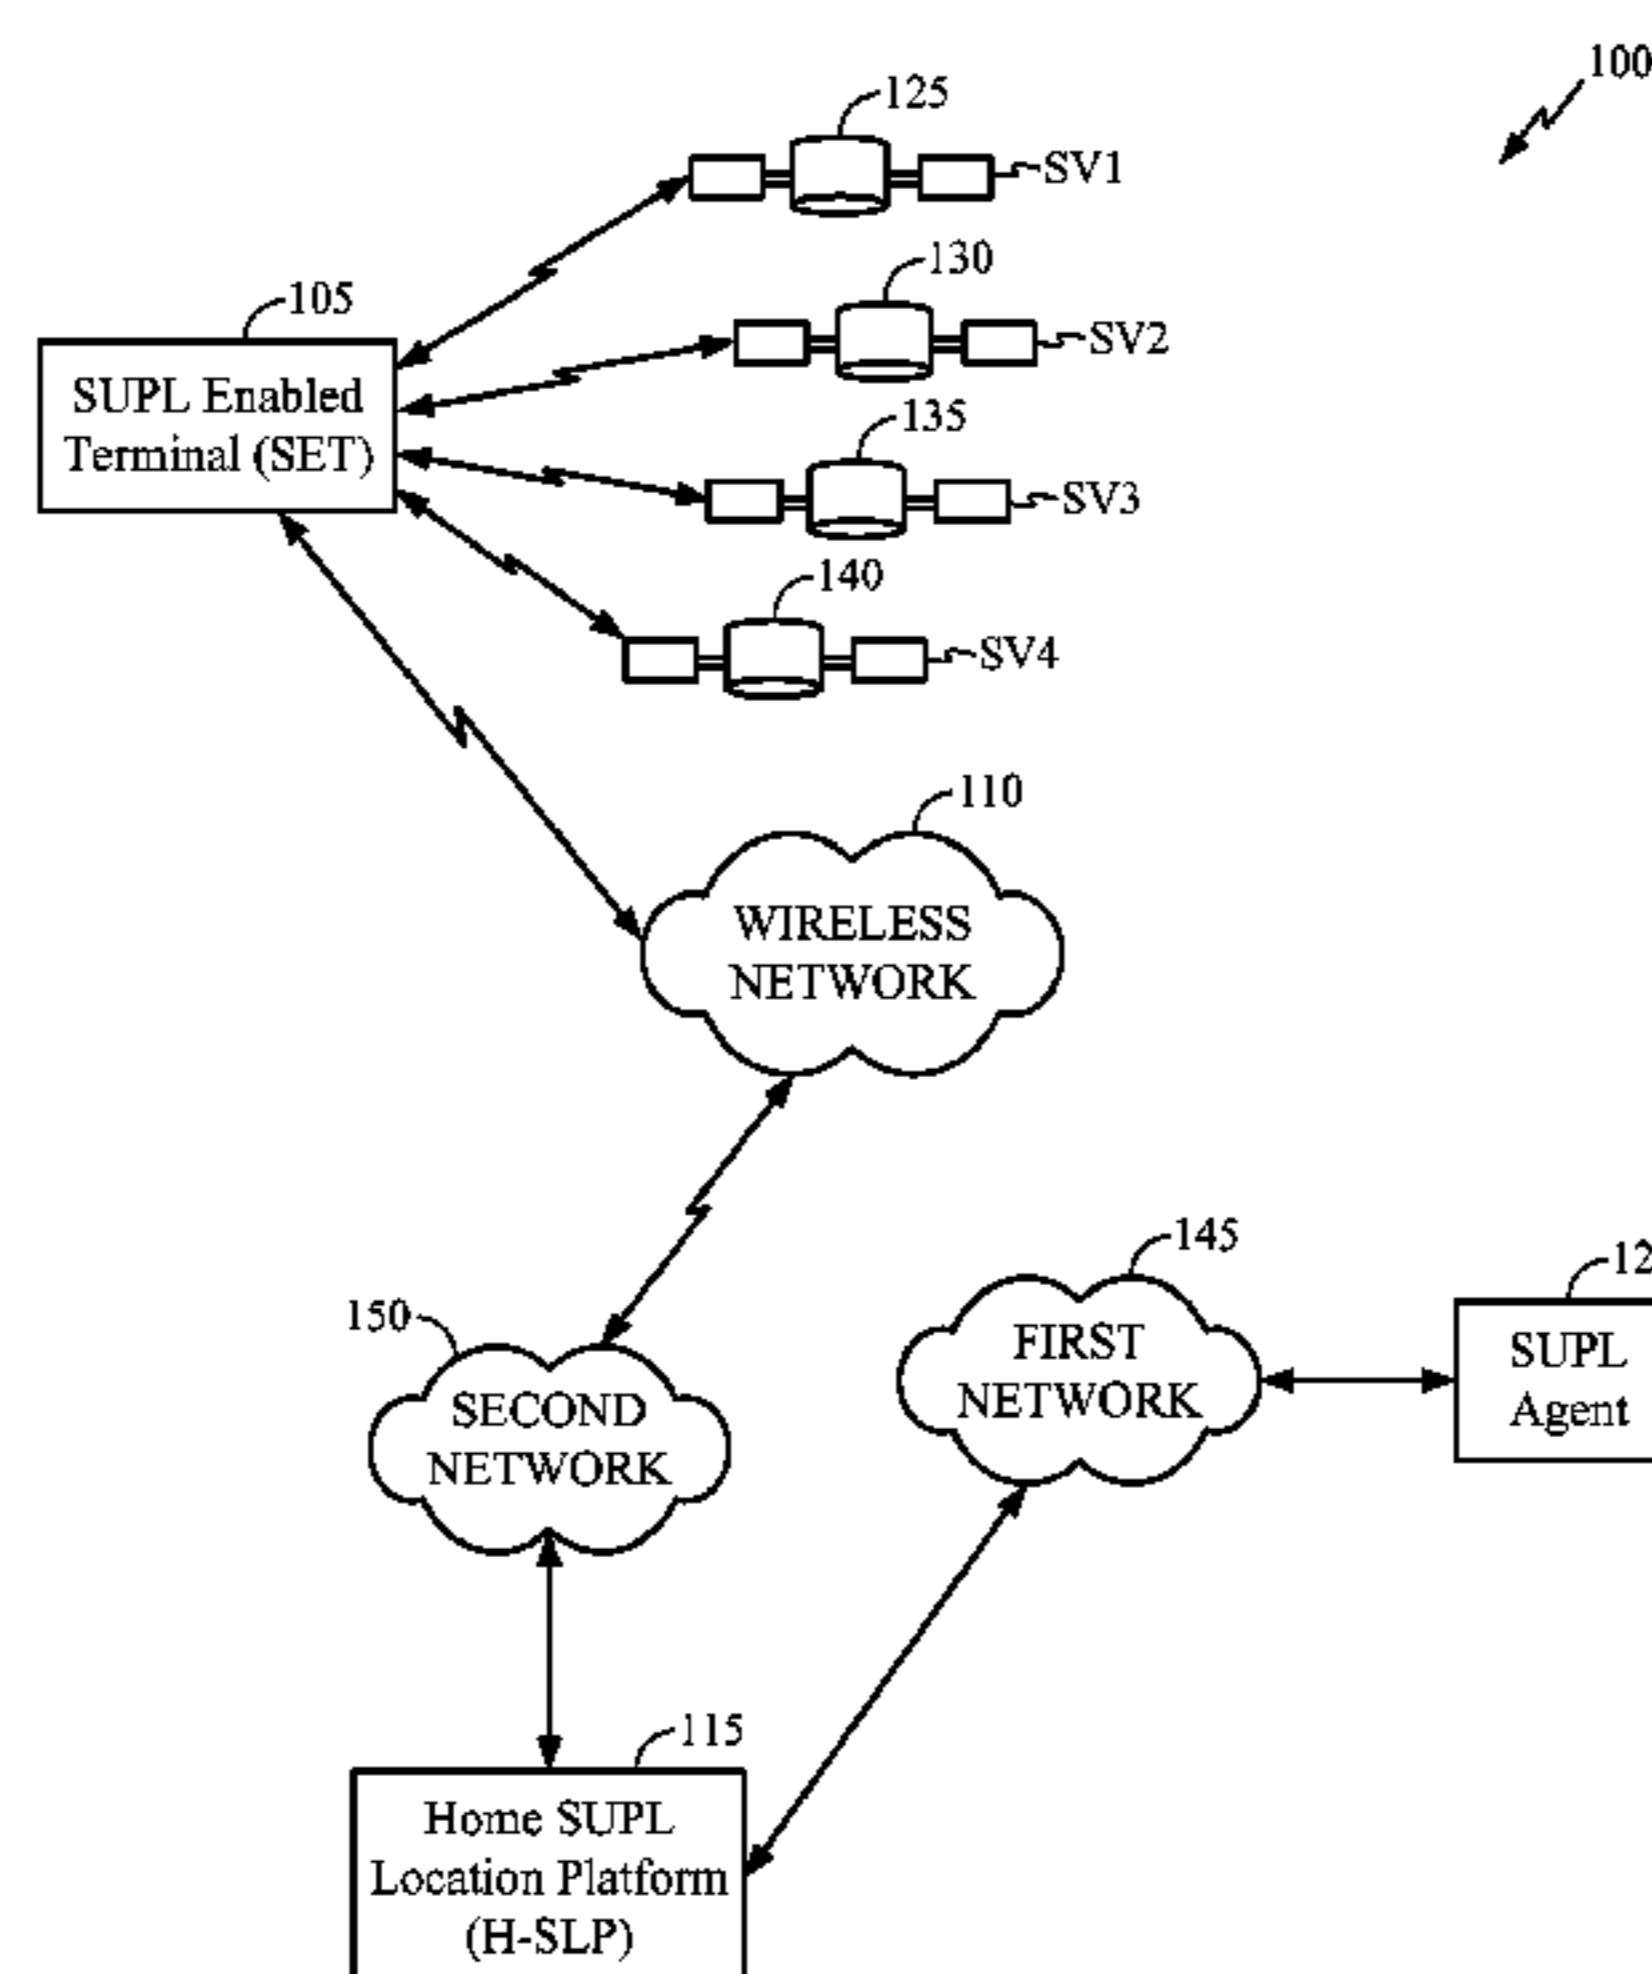 100
125
SV1
130
SV2
105
SUPL Enabled
Terminal (SET)
135
SV3
140
SV4
110
WIRELESS
NETWORK
145
150
FIRST
NETWORK
SUPL
Agent
SECOND
NETWORK
115
Home SUPL
Location Platform
(H-SLP)